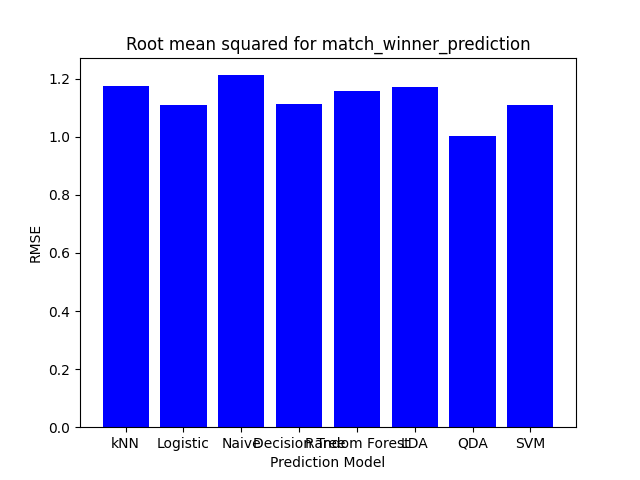 Root mean squared for match_winner_prediction
1.2
1.0
0.8
0.6
0.4
0.2
0.0
RMSE
kNN Logistic Naive Decision Tree Random Forest LDA QDA SVM
Prediction Model